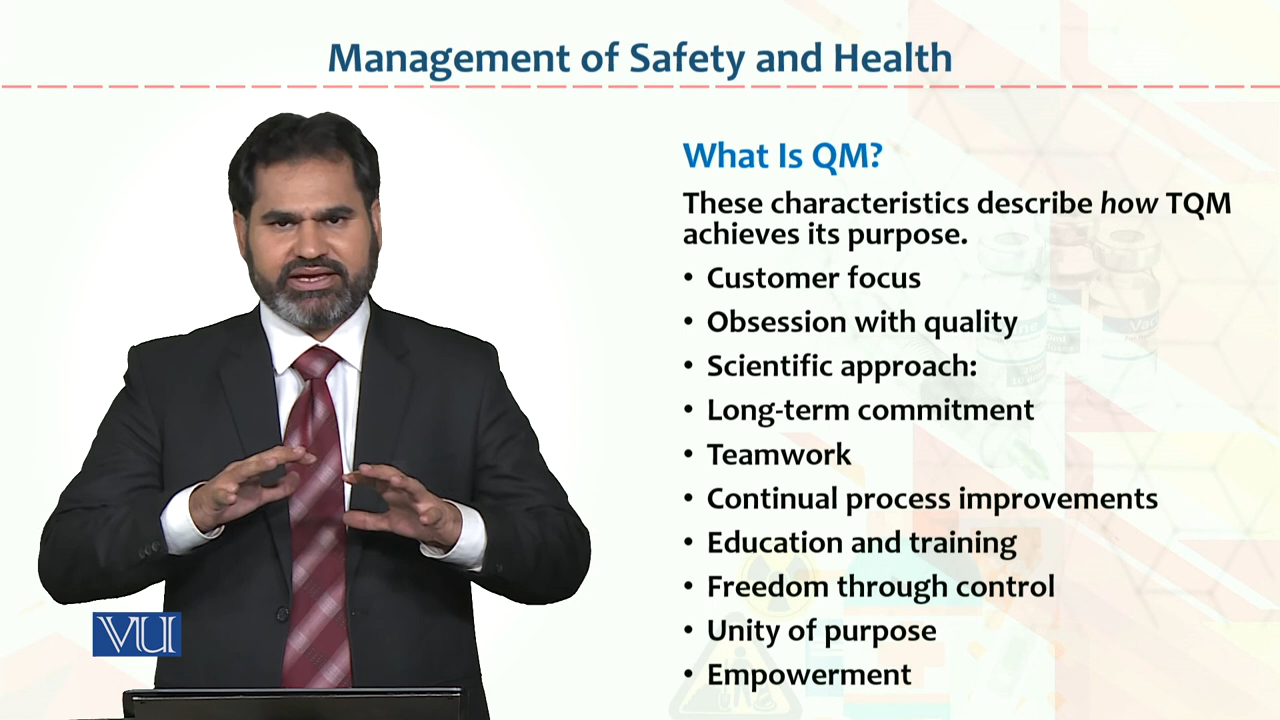 Management of Safety and Health
What Is QM?
These characteristics describe how TQM
achieves its purpose.
• Customer focus
• Obsession with quality
• Scientific approach:
• Long-term commitment
• Teamwork
• Continual process improvements
• Education and training
• Freedom through control
• Unity of purpose
• Empowerment
VU